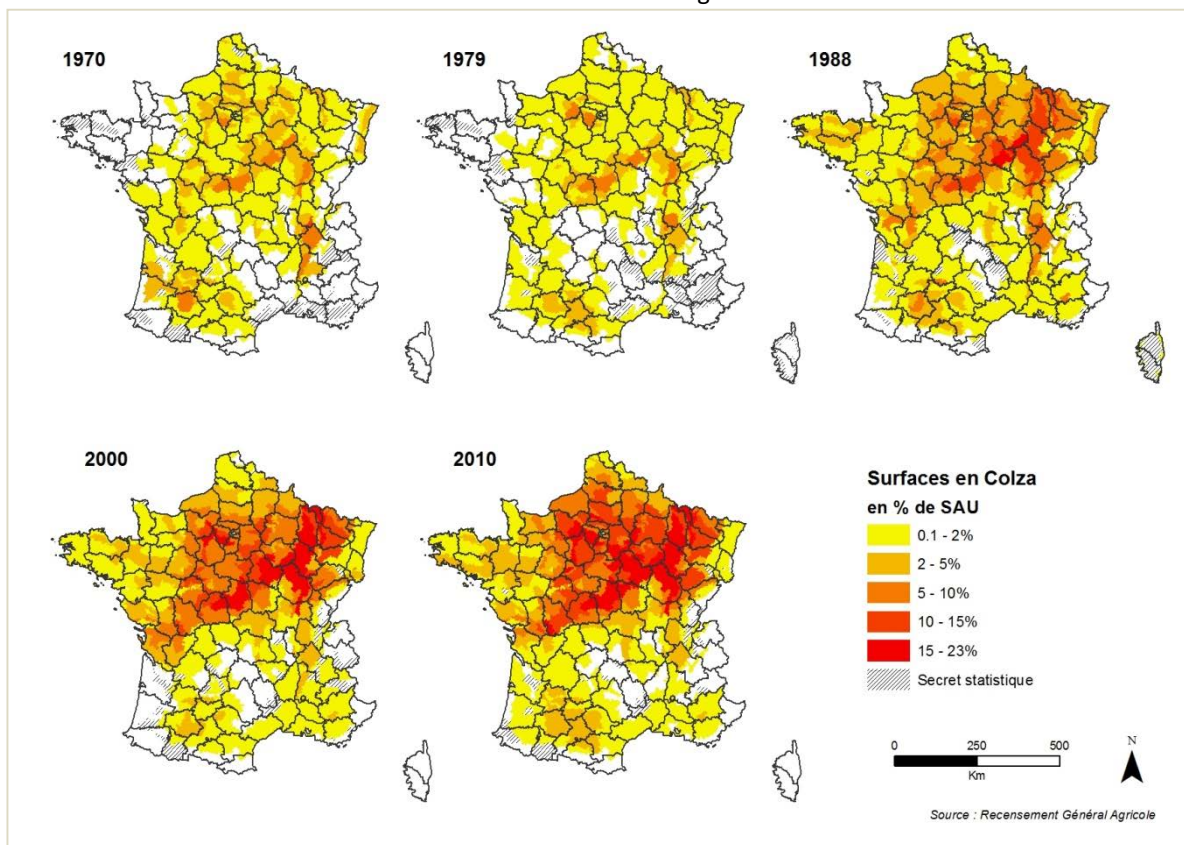 1970
1979
1988
2000
2010
Surfaces en Colza
en % de SAU
0.1 - 2%
2 - 5%
5 - 10%
10 - 15%
15 - 23%
Secret statistique
0 250 500
Km
N
Source : Recensement Général Agricole